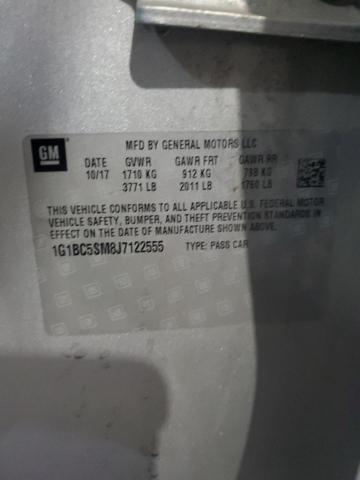 GM
MFD BY GENERAL MOTORS LLC
DATE GVWR GAWR FRT GAWR RR
10/17 1710 KG 912 KG 798 KG
3771 LB 2011 LB 1760 LB
THIS VEHICLE CONFORMS TO ALL APPLICABLE U.S. FEDERAL MOTOR
VEHICLE SAFETY, BUMPER, AND THEFT PREVENTION STANDARDS IN
EFFECT ON THE DATE OF MANUFACTURE SHOWN ABOVE.
1G1BC5SM8J7122555 TYPE: PASS CAR